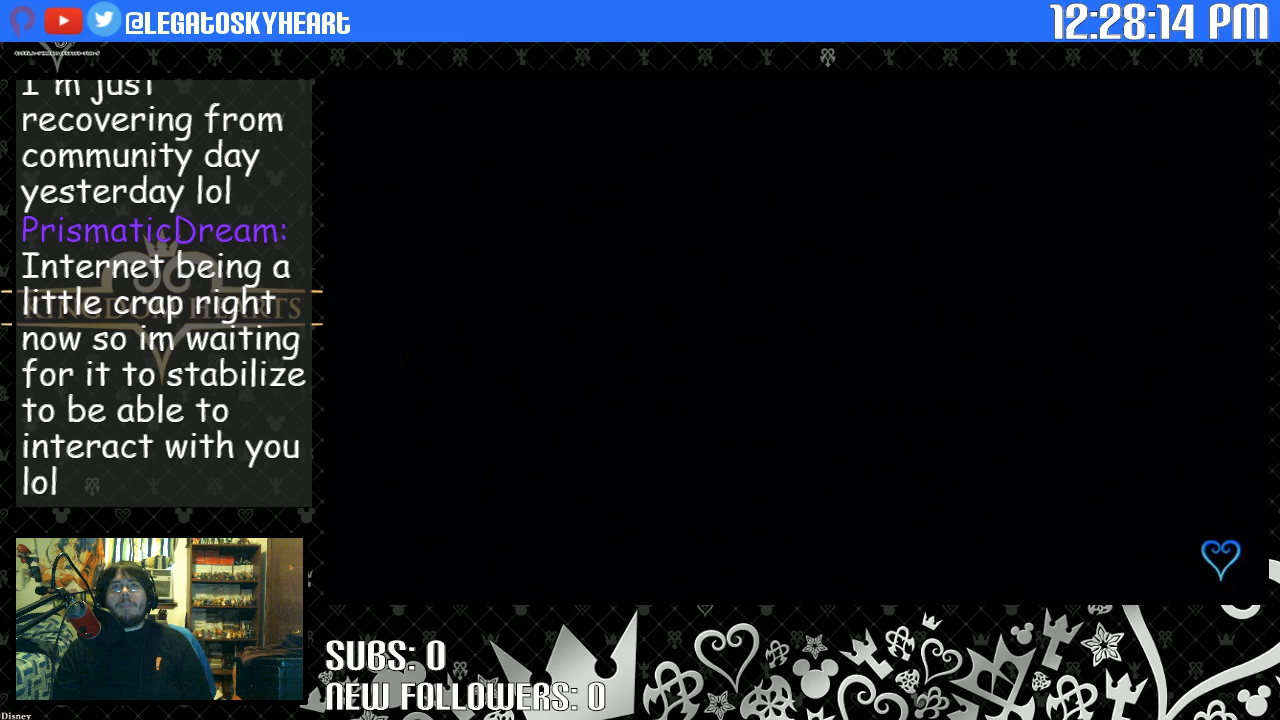 @LEGATOSKYHEART
12:28:14 PM
I'm just
recovering from
community day
yesterday lol
PrismaticDream:
Internet being a
little crap right
now so im waiting
for it to stabilize
to be able to
interact with you
lol
KINGDOM HEARTS
SUBS: 0
NEW FOLLOWERS: 0
Disney